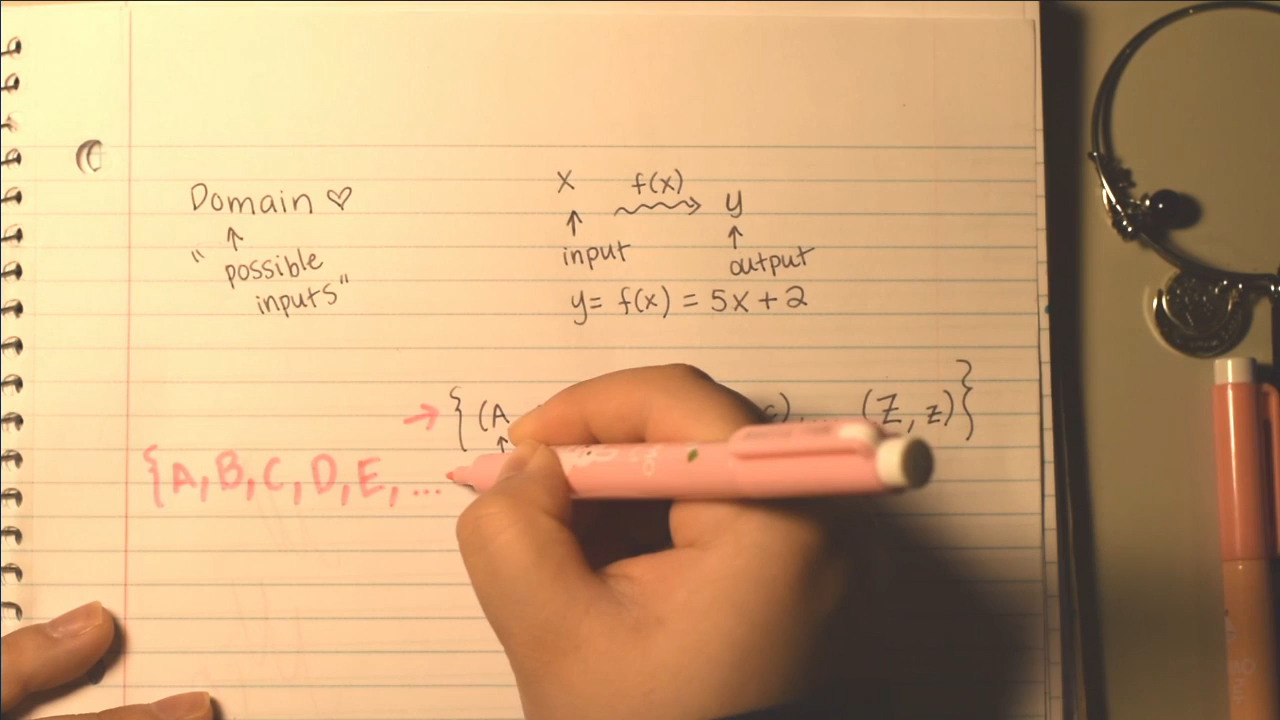 Domain ♡
"possible
inputs"
x f(x) y
input output
y= f(x) = 5x+2
{(A c), ... (Z, z)}
{A, B, C, D, E, ...